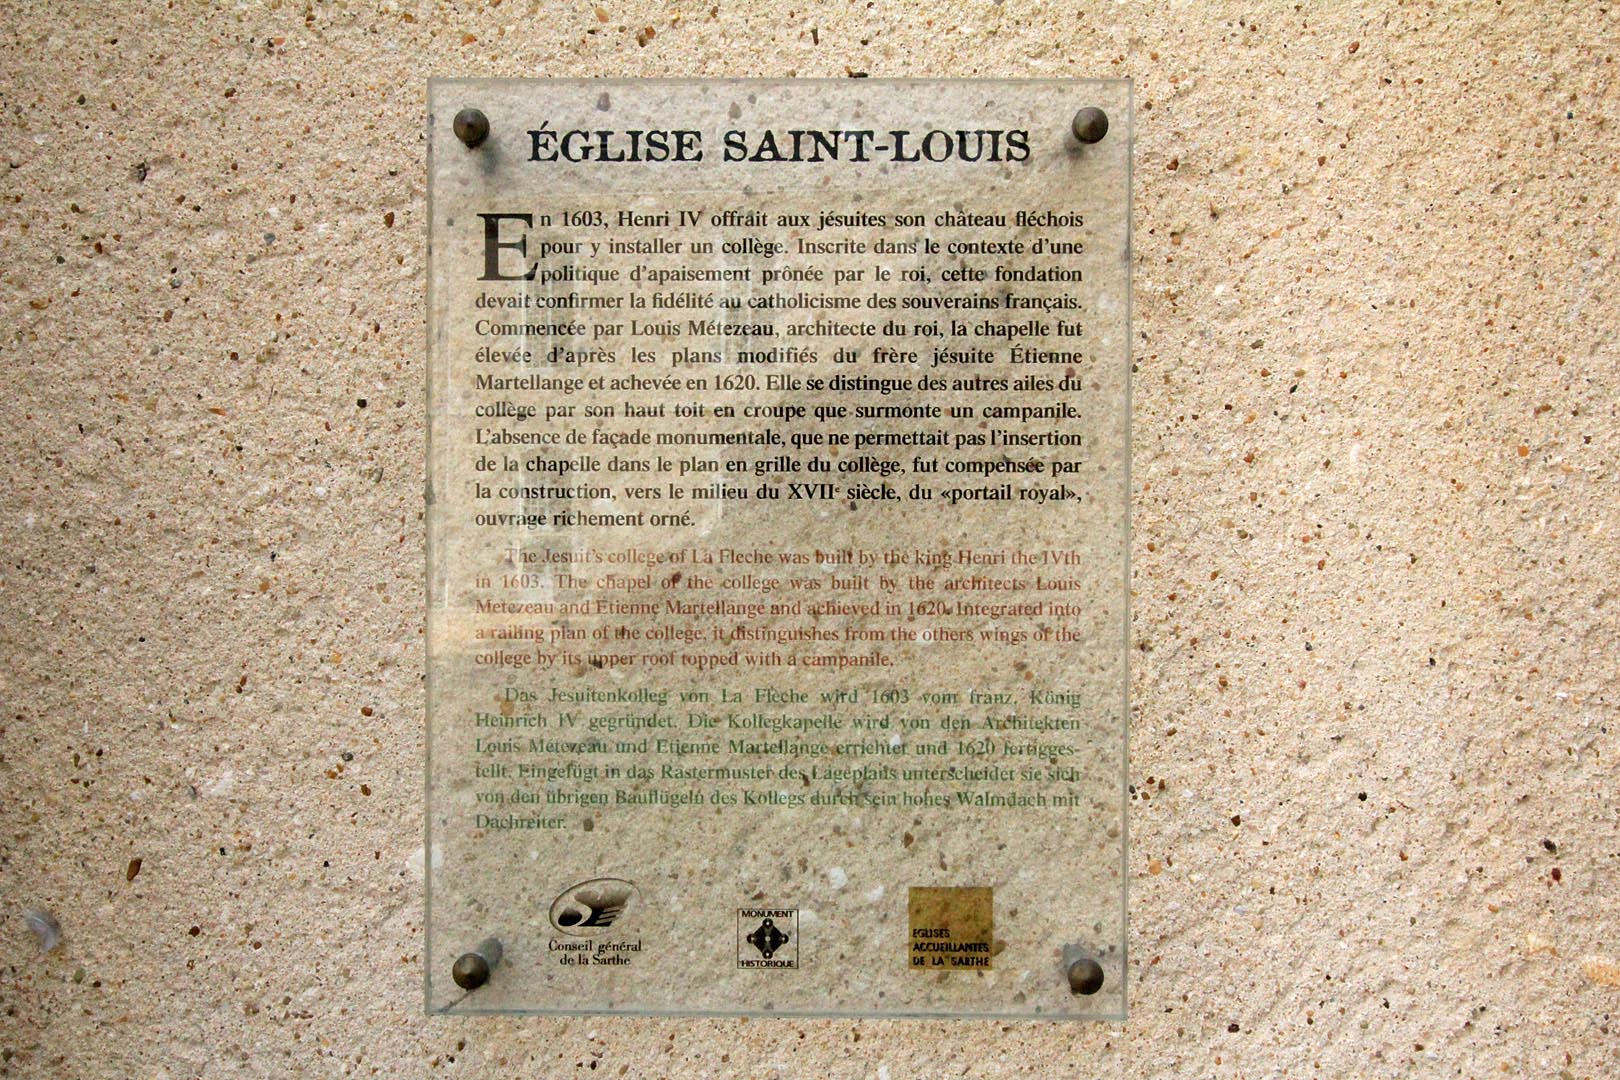 ÉGLISE SAINT-LOUIS
En 1603, Henri IV offrait aux jésuites son château fléchois
pour y installer un collège. Inscrite dans le contexte d'une
politique d'apaisement prônée par le roi, cette fondation
devait confirmer la fidélité au catholicisme des souverains français.
Commencée par Louis Métezeau, architecte du roi, la chapelle fut
élevée d'après les plans modifiés du frère jésuite Étienne
Martellange et achevée en 1620. Elle se distingue des autres ailes du
collège par son haut toit en croupe que surmonte un campanile.
L'absence de façade monumentale, que ne permettait pas l'insertion
de la chapelle dans le plan en grille du collège, fut compensée par
la construction, vers le milieu du XVIIe siècle, du «portail royal»,
ouvrage richement orné.
The Jesuit's college of La Fleche was built by the king Henri the IVth
in 1603. The chapel of the college was built by the architects Louis
Metezeau and Etienne Martellange and achieved in 1620. Integrated into
a railing plan of the college, it distinguishes from the others wings of the
college by its upper roof topped with a campanile.
Das Jesuitenkolleg von La Flèche wird 1603 vom franz. König
Heinrich IV gegründet. Die Kollegkapelle wird von den Architekten
Louis Métezeau und Etienne Martellange errichtet und 1620 fertigges-
tellt. Eingefügt in das Rastermuster des Lageplans unterscheidet sie sich
von den übrigen Bauflügeln des Kollegs durch sein hohes Walmdach mit
Dachreiter.
Conseil général
de la Sarthe
MONUMENT
HISTORIQUE
EGLISES
ACCUEILLANTES
DE LA SARTHE